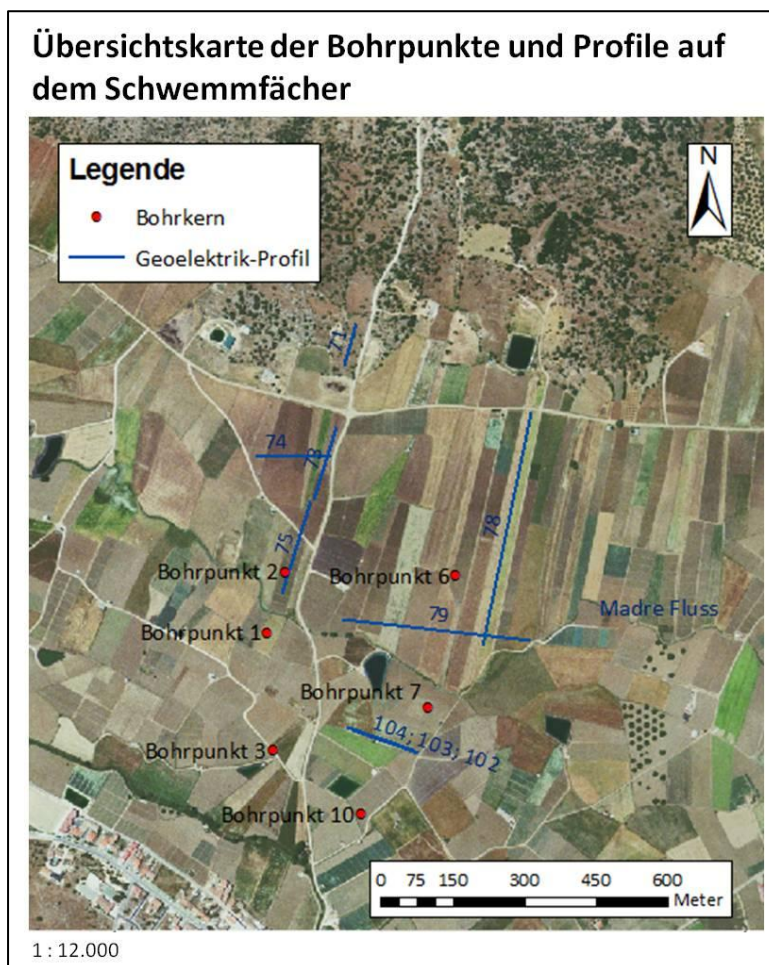 Übersichtskarte der Bohrpunkte und Profile auf
dem Schwemmfächer
Legende
Bohrkern
Geoelektrik-Profil
N
71
74
73
75
78
Bohrpunkt 2
Bohrpunkt 6
79
Madre Fluss
Bohrpunkt 1
Bohrpunkt 7
104; 103; 102
Bohrpunkt 3
Bohrpunkt 10
0 75 150 300 450 600
Meter
1 : 12.000